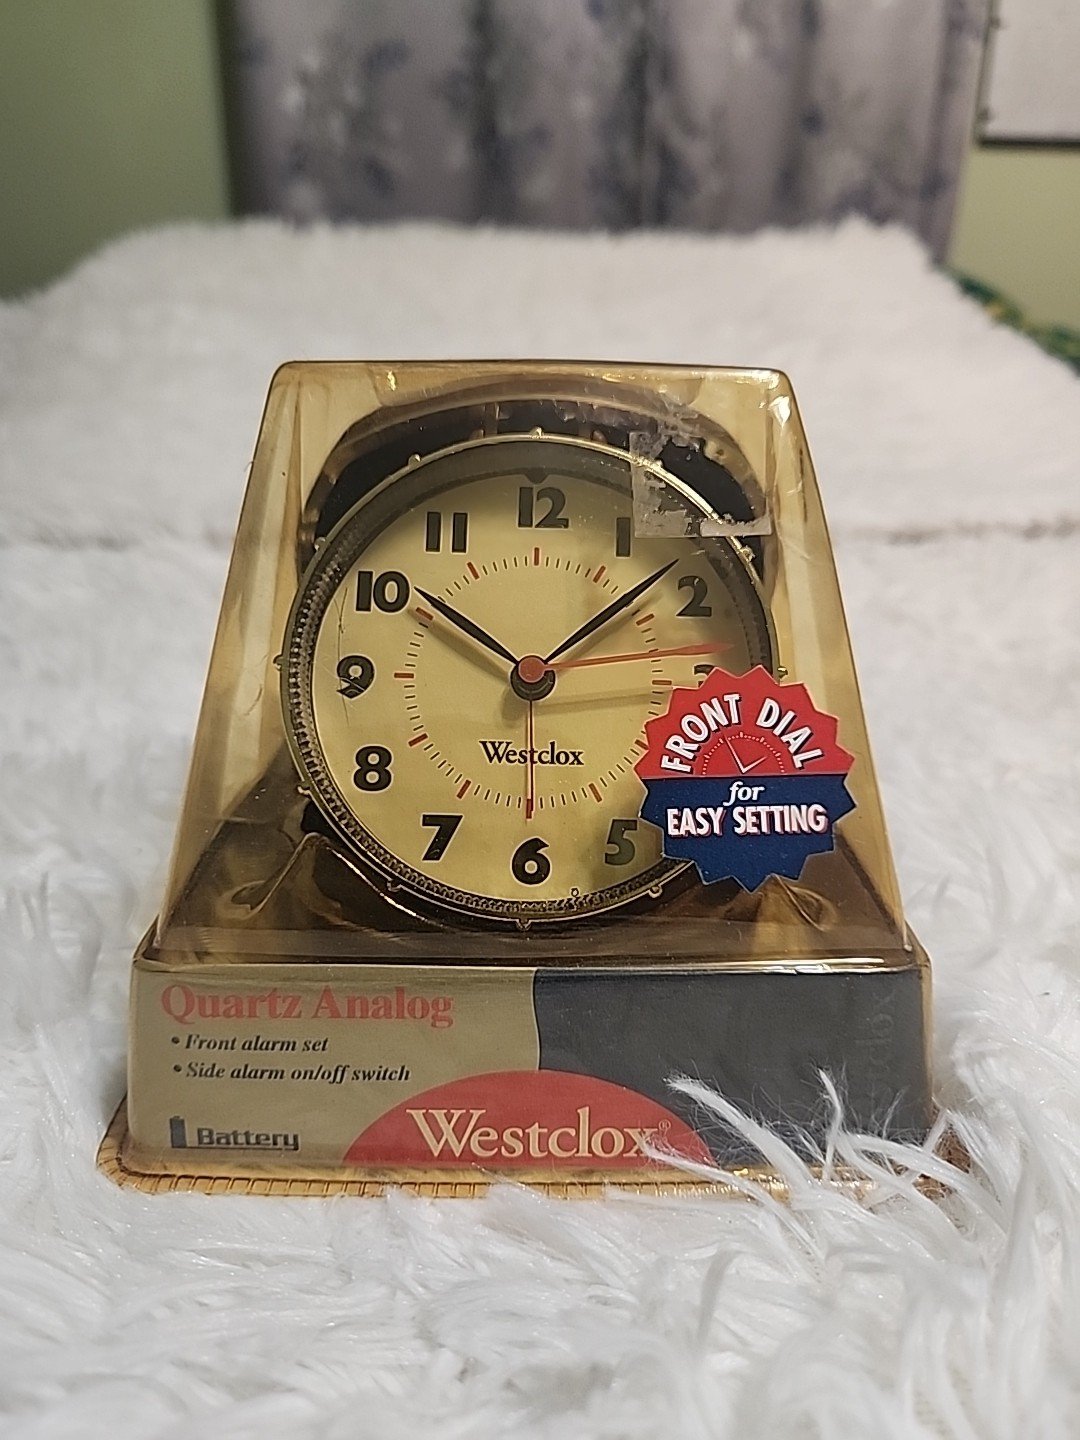 12
11 1
10 2
9 3
Westclox
8
7 5
6
FRONT DIAL
for
EASY SETTING
Quartz Analog
• Front alarm set
• Side alarm on/off switch
Battery
Westclox®